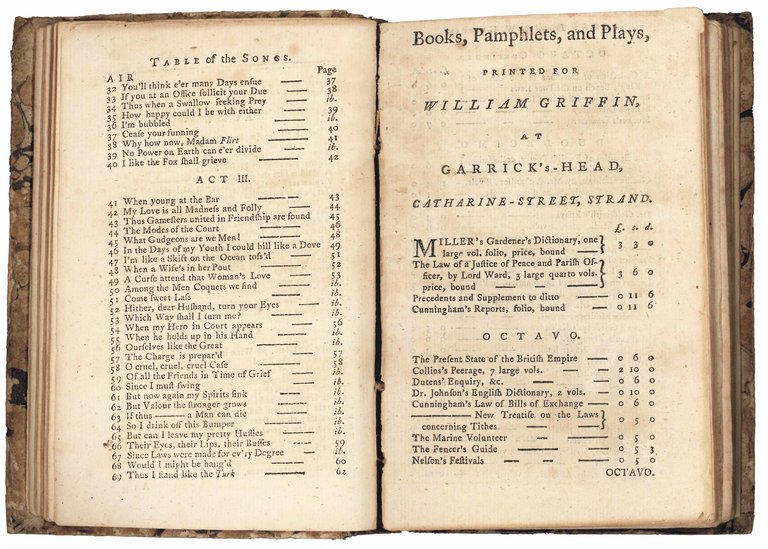 TABLE of the SONGS.
AIR Page
32 You'll think e'er many Days enſue —— 37
33 If you at an Office ſollicit your Due —— 38
34 Thus when a Swallow ſeeking Prey —— ib.
35 How happy could I be with either —— 39
36 I'm bubbled —— ib.
37 Ceaſe your funning —— 40
38 Why how now, Madam Flirt —— 41
39 No Power on Earth can e'er divide — ib.
40 I like the Fox ſhall grieve —— 42
ACT III.
41 When young at the Bar —— 43
42 My Love is all Madneſs and Folly —— 44
43 Thus Gameſters united in Friendſhip are found 45
44 The Modes of the Court —— 46
45 What Gudgeons are we Men! —— 48
46 In the Days of my Youth I could bill like a Dove 49
47 I'm like a Skiff on the Ocean toſs'd — 51
48 When a Wife's in her Pout —— 52
49 A Curſe attend that Woman's Love —— 53
50 Among the Men Coquets we find —— ib.
51 Come ſweet Laſs —— ib.
52 Hither, dear Huſband, turn your Eyes — ib.
53 Which Way ſhall I turn me? —— ib.
54 When my Hero in Court appears —— 56
55 When he holds up in his Hand —— ib.
56 Ourſelves like the Great —— ib.
57 The Charge is prepar'd —— 57
58 O cruel, cruel, cruel Caſe —— 58
59 Of all the Friends in Time of Grief — ib.
60 Since I muſt ſwing —— ib.
61 But now again my Spirits ſink —— ib.
62 But Valour the ſtronger grows —— ib.
63 If thus —— a Man can die —— ib.
64 So I drink off this Bumper —— ib.
65 But can I leave my pretty Huſſies —— ib.
66 Their Eyes, their Lips, their Buſſes —— 59
67 Since Laws were made for ev'ry Degree — ib.
68 Would I might be hang'd —— 60
69 Thus I ſtand like the Turk —— 62
Books, Pamphlets, and Plays,
PRINTED FOR
WILLIAM GRIFFIN,
AT
GARRICK's-HEAD,
CATHARINE-STREET, STRAND.
£. s. d.
MILLER's Gardener's Dictionary, one
large vol. folio, price, bound —— } 3 3 0
The Law of a Juſtice of Peace and Pariſh Of-
ficer, by Lord Ward, 3 large quarto vols. } 3 6 0
price, bound —— —
Precedents and Supplement to ditto —— 0 11 6
Cunningham's Reports, folio, bound — 0 11 6
OCTAVO.
The Preſent State of the Britiſh Empire —— 0 6 0
Collins's Peerage, 7 large vols. —— — 2 10 0
Dutens' Enquiry, &c. — — 0 6 0
Dr. Johnſon's Engliſh Dictionary, 2 vols. — 0 10 0
Cunningham's Law of Bills of Exchange — 0 6 0
—— New Treatiſe on the Laws
concerning Tithes —— — } 0 5 0
The Marine Volunteer — — 0 5 0
The Fencer's Guide —— — 0 5 3
Nelſon's Feſtivals — — — 0 5 0
OCTAVO.